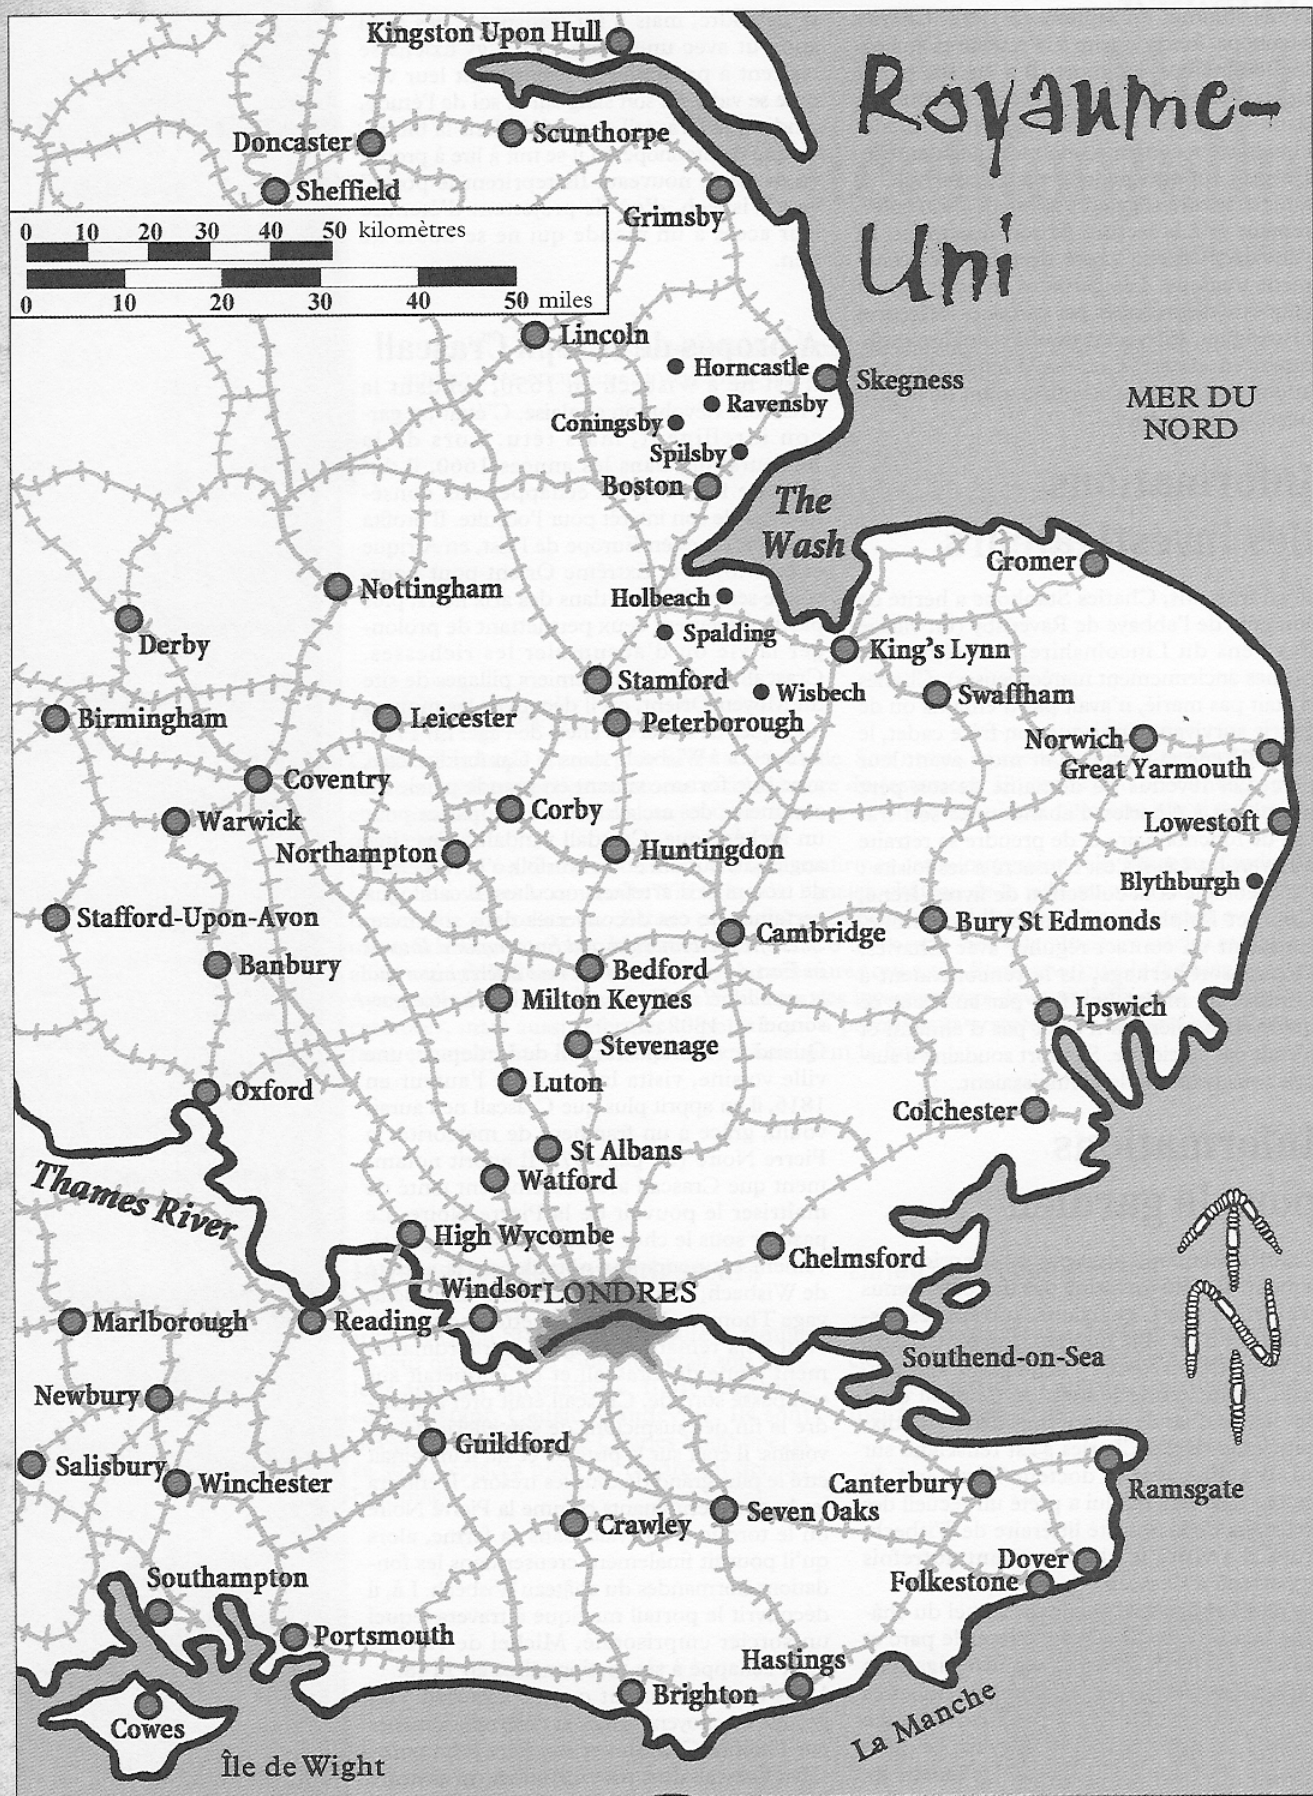 Kingston Upon Hull
Royaume-
Uni
Doncaster
Scunthorpe
Sheffield
Grimsby
0 10 20 30 40 50 kilomètres
0 10 20 30 40 50 miles
Lincoln
Horncastle
Skegness
Ravensby
Coningsby
Spilsby
Boston
MER DU
NORD
The
Wash
Cromer
Nottingham
Holbeach
Derby
Spalding
King's Lynn
Stamford
Wisbech
Swaffham
Birmingham
Leicester
Peterborough
Norwich
Great Yarmouth
Coventry
Corby
Warwick
Lowestoft
Northampton
Huntingdon
Blythburgh
Stafford-Upon-Avon
Cambridge
Bury St Edmonds
Banbury
Bedford
Milton Keynes
Ipswich
Stevenage
Oxford
Luton
Colchester
St Albans
Watford
Thames River
High Wycombe
Chelmsford
Windsor
LONDRES
Marlborough
Reading
Southend-on-Sea
N
Newbury
Guildford
Salisbury
Winchester
Canterbury
Ramsgate
Seven Oaks
Crawley
Dover
Folkestone
Southampton
Portsmouth
Hastings
Brighton
Cowes
La Manche
Île de Wight